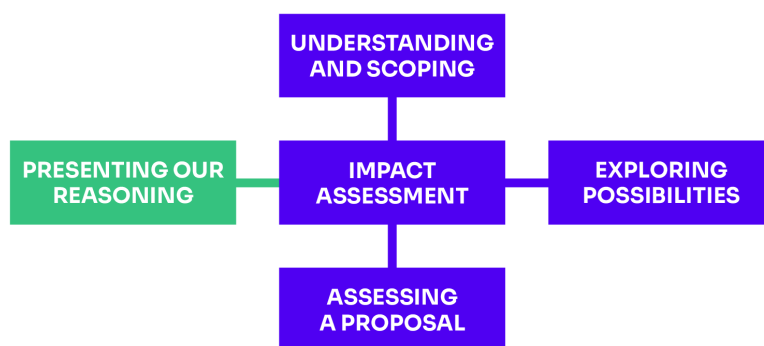 UNDERSTANDING
AND SCOPING
PRESENTING OUR
REASONING
IMPACT
ASSESSMENT
EXPLORING
POSSIBILITIES
ASSESSING
A PROPOSAL